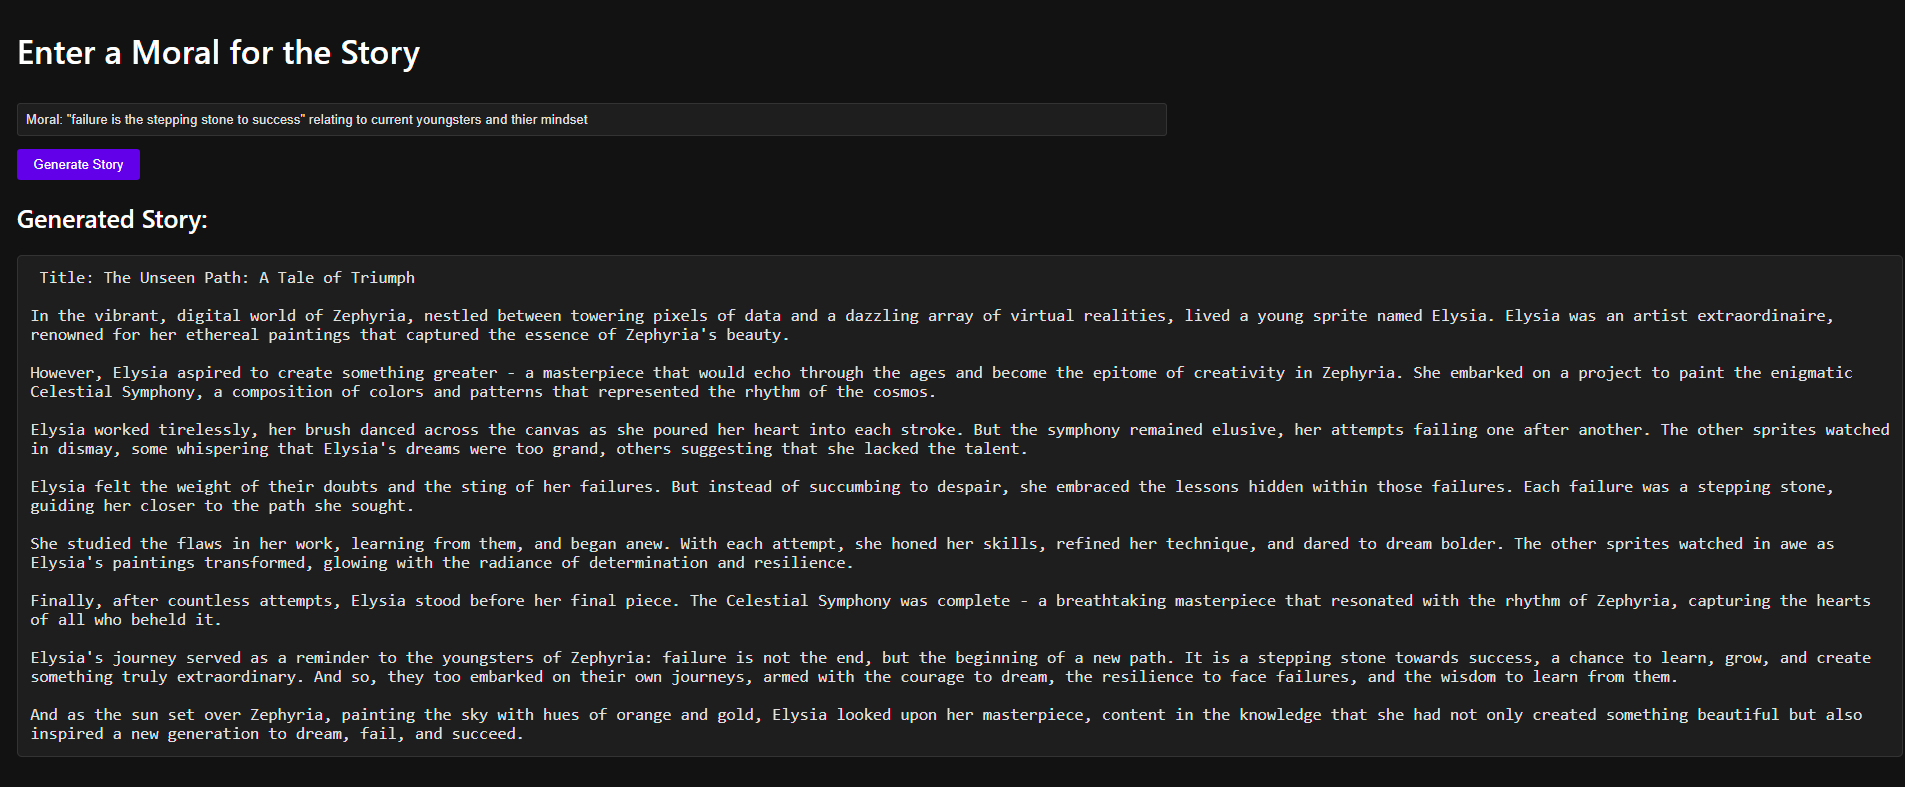 Enter a Moral for the Story
Moral: "failure is the stepping stone to success" relating to current youngsters and thier mindset
Generate Story
Generated Story:
Title: The Unseen Path: A Tale of Triumph
In the vibrant, digital world of Zephyria, nestled between towering pixels of data and a dazzling array of virtual realities, lived a young sprite named Elysia. Elysia was an artist extraordinaire,
renowned for her ethereal paintings that captured the essence of Zephyria's beauty.
However, Elysia aspired to create something greater - a masterpiece that would echo through the ages and become the epitome of creativity in Zephyria. She embarked on a project to paint the enigmatic
Celestial Symphony, a composition of colors and patterns that represented the rhythm of the cosmos.
Elysia worked tirelessly, her brush danced across the canvas as she poured her heart into each stroke. But the symphony remained elusive, her attempts failing one after another. The other sprites watched
in dismay, some whispering that Elysia's dreams were too grand, others suggesting that she lacked the talent.
Elysia felt the weight of their doubts and the sting of her failures. But instead of succumbing to despair, she embraced the lessons hidden within those failures. Each failure was a stepping stone,
guiding her closer to the path she sought.
She studied the flaws in her work, learning from them, and began anew. With each attempt, she honed her skills, refined her technique, and dared to dream bolder. The other sprites watched in awe as
Elysia's paintings transformed, glowing with the radiance of determination and resilience.
Finally, after countless attempts, Elysia stood before her final piece. The Celestial Symphony was complete - a breathtaking masterpiece that resonated with the rhythm of Zephyria, capturing the hearts
of all who beheld it.
Elysia's journey served as a reminder to the youngsters of Zephyria: failure is not the end, but the beginning of a new path. It is a stepping stone towards success, a chance to learn, grow, and create
something truly extraordinary. And so, they too embarked on their own journeys, armed with the courage to dream, the resilience to face failures, and the wisdom to learn from them.
And as the sun set over Zephyria, painting the sky with hues of orange and gold, Elysia looked upon her masterpiece, content in the knowledge that she had not only created something beautiful but also
inspired a new generation to dream, fail, and succeed.